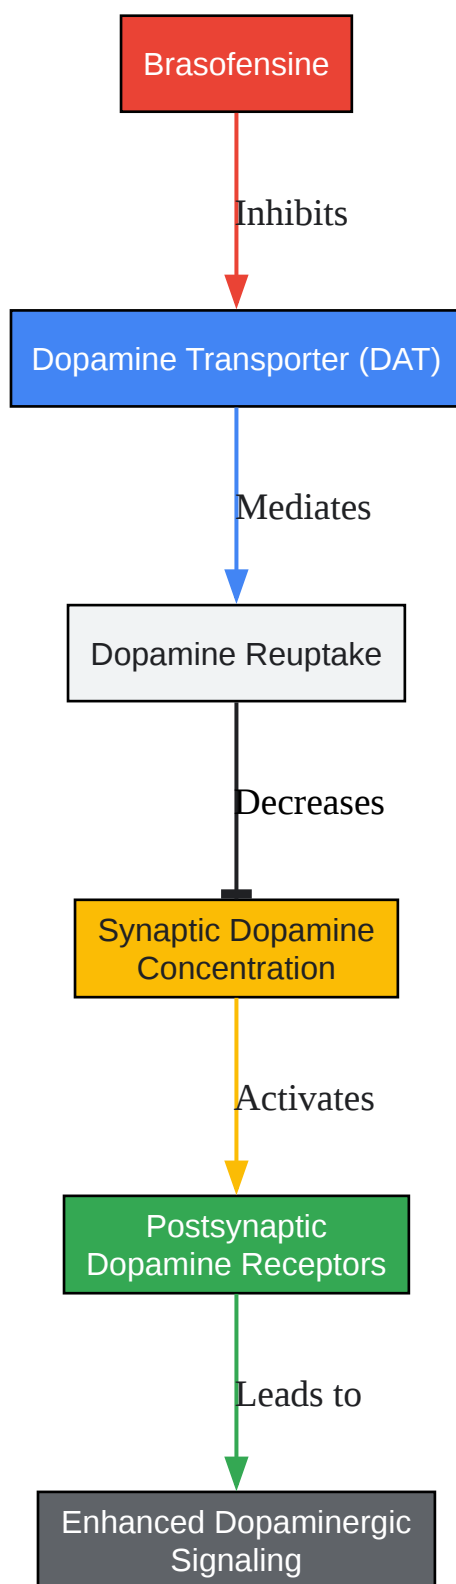 Brasofensine
Inhibits
Dopamine Transporter (DAT)
Mediates
Dopamine Reuptake
Decreases
Synaptic Dopamine
Concentration
Activates
Postsynaptic
Dopamine Receptors
Leads to
Enhanced Dopaminergic
Signaling